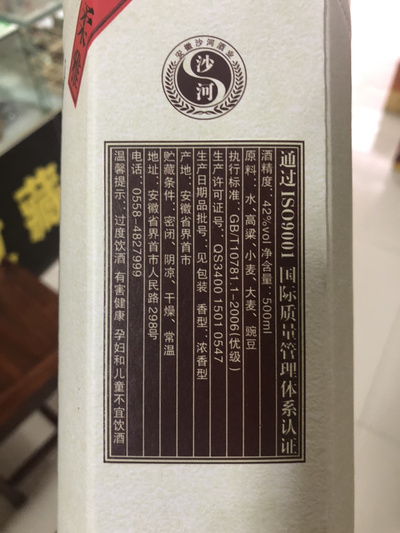 安徽沙河酒业
沙河
通过ISO9001国际质量管理体系认证
酒精度：42%vol 净含量：500ml
原料：水、高粱、小麦、大麦、豌豆
执行标准：GB/T10781.1-2006(优级)
生产许可证号：QS3400 1501 0547
生产日期品批号：见包装 香型：浓香型
产地：安徽省界首市
贮藏条件：密闭、阴凉、干燥、常温
地址：安徽省界首市人民路298号
0558-4827999
温馨提示：过度饮酒 有害健康 孕妇和儿童不宜饮酒
藏